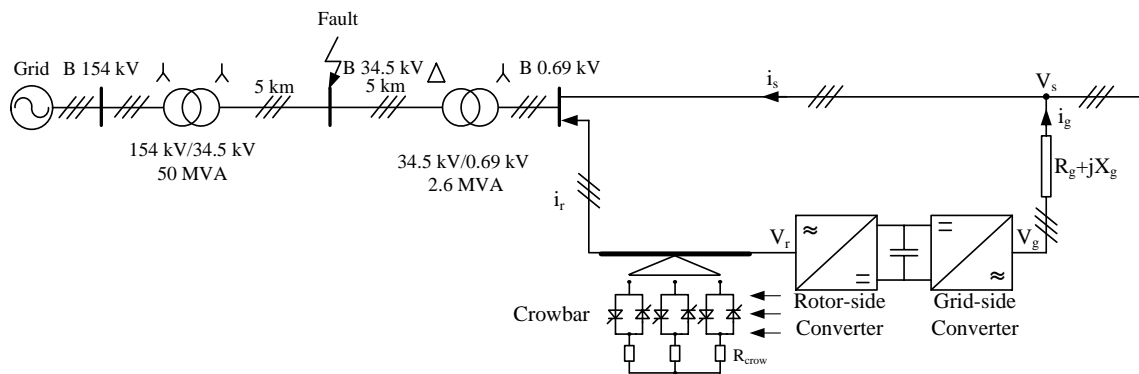 Fault
Grid
B 154 kV
B 34.5 kV
B 0.69 kV
5 km
5 km
i_s
V_s
154 kV/34.5 kV
50 MVA
34.5 kV/0.69 kV
2.6 MVA
i_g
R_g+jX_g
i_r
V_r
V_g
Crowbar
Rotor-side
Converter
Grid-side
Converter
R_crow